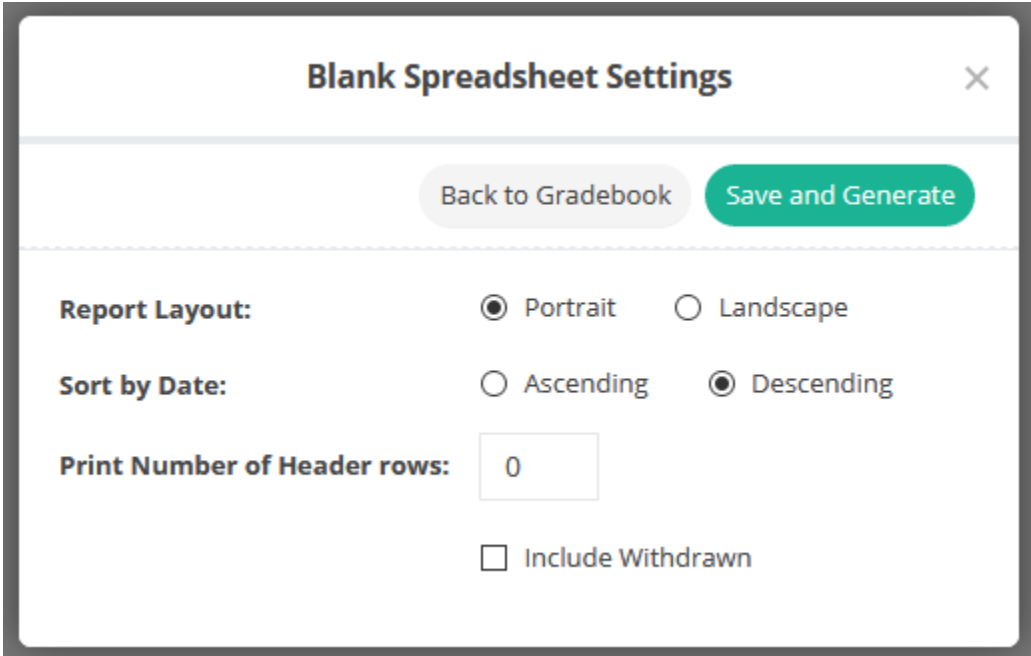 Blank Spreadsheet Settings
Back to Gradebook Save and Generate
Report Layout: Portrait Landscape
Sort by Date: Ascending Descending
Print Number of Header rows: 0
Include Withdrawn